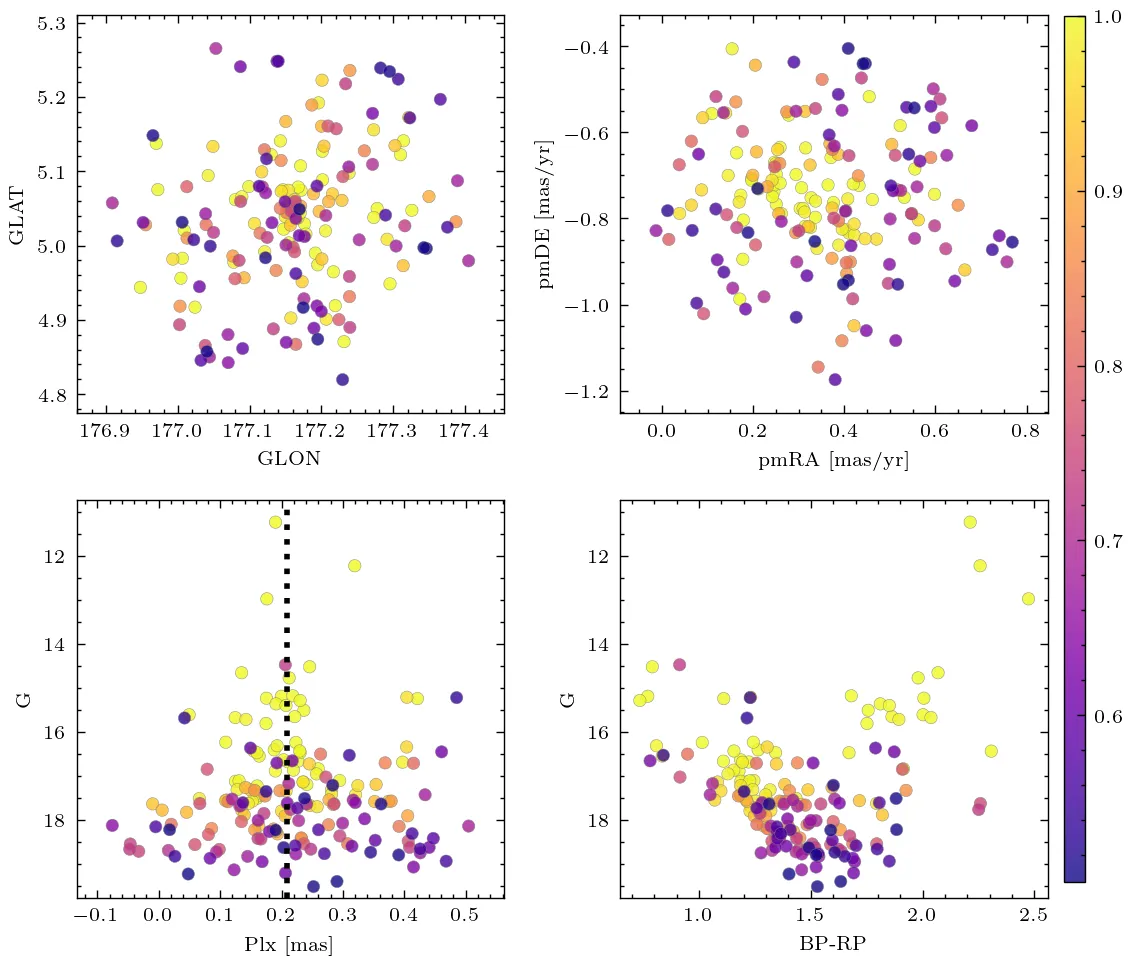 5.3
5.2
5.1
5.0
4.9
4.8
GLAT
176.9 177.0 177.1 177.2 177.3 177.4
GLON
−0.4
−0.6
−0.8
−1.0
−1.2
pmDE [mas/yr]
0.0 0.2 0.4 0.6 0.8
pmRA [mas/yr]
12
14
16
18
G
−0.1 0.0 0.1 0.2 0.3 0.4 0.5
Plx [mas]
12
14
16
18
G
1.0 1.5 2.0 2.5
BP-RP
1.0
0.9
0.8
0.7
0.6